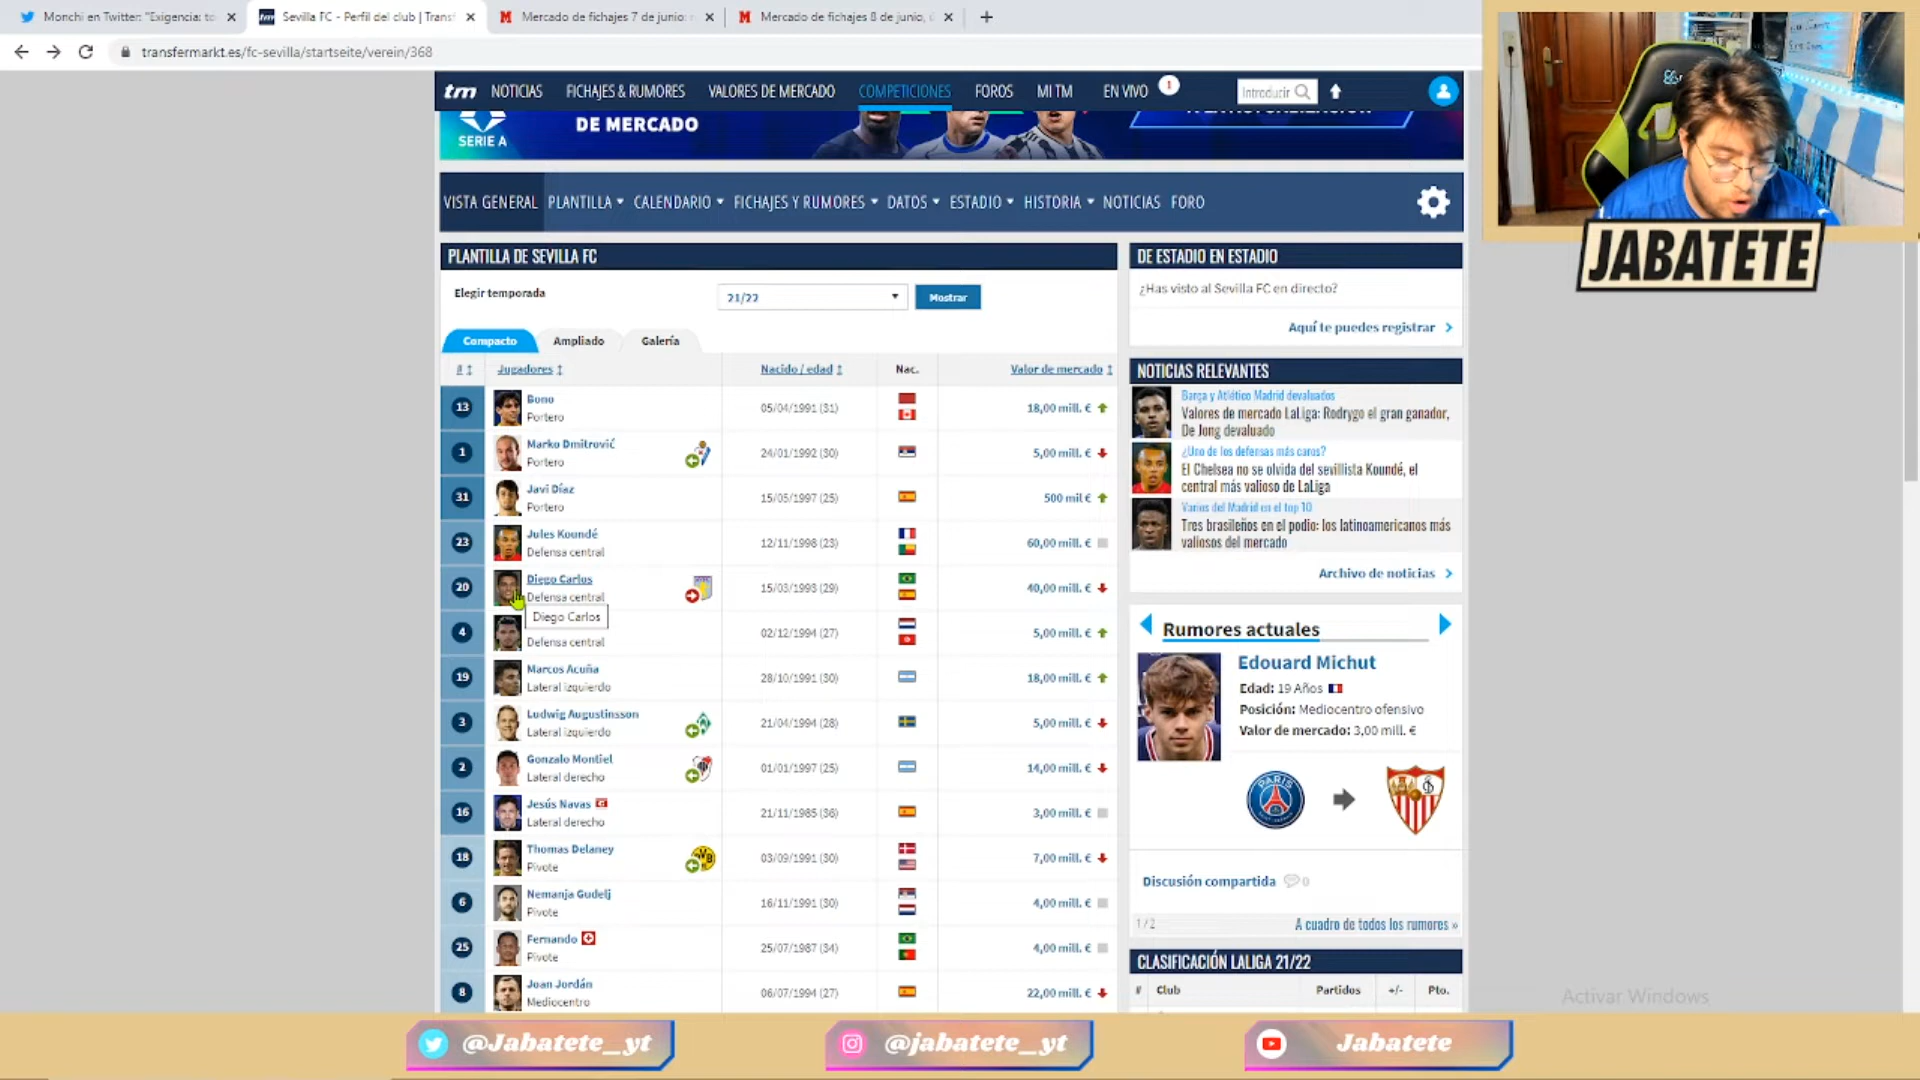 Monchi en Twitter: "Exigencia: to
Sevilla FC - Perfil del club | Transf
Mercado de fichajes 7 de junio: r
Mercado de fichajes 8 de junio, ú
transfermarkt.es/fc-sevilla/startseite/verein/368
tm NOTICIAS FICHAJES & RUMORES VALORES DE MERCADO COMPETICIONES FOROS MI TM EN VIVO 1 Introducir
SERIE A
DE MERCADO
VISTA GENERAL PLANTILLA CALENDARIO FICHAJES Y RUMORES DATOS ESTADIO HISTORIA NOTICIAS FORO
JABATETE
PLANTILLA DE SEVILLA FC
Elegir temporada 21/22 Mostrar
Compacto Ampliado Galería
# Jugadores Nacido / edad Nac. Valor de mercado
13 Bono 05/04/1991 (31) 18,00 mill. €
Portero
1 Marko Dmitrović 24/01/1992 (30) 5,00 mill. €
Portero
31 Javi Díaz 15/05/1997 (25) 500 mil €
Portero
23 Jules Koundé 12/11/1998 (23) 60,00 mill. €
Defensa central
20 Diego Carlos 15/03/1993 (29) 40,00 mill. €
Defensa central
Diego Carlos
4 02/12/1994 (27) 5,00 mill. €
Defensa central
19 Marcos Acuña 28/10/1991 (30) 18,00 mill. €
Lateral izquierdo
3 Ludwig Augustinsson 21/04/1994 (28) 5,00 mill. €
Lateral izquierdo
2 Gonzalo Montiel 01/01/1997 (25) 14,00 mill. €
Lateral derecho
16 Jesús Navas 21/11/1985 (36) 3,00 mill. €
Lateral derecho
18 Thomas Delaney 03/09/1991 (30) 7,00 mill. €
Pivote
6 Nemanja Gudelj 16/11/1991 (30) 4,00 mill. €
Pivote
25 Fernando 25/07/1987 (34) 4,00 mill. €
Pivote
8 Joan Jordán 06/07/1994 (27) 22,00 mill. €
Mediocentro
DE ESTADIO EN ESTADIO
¿Has visto al Sevilla FC en directo?
Aquí te puedes registrar
NOTICIAS RELEVANTES
Barça y Atlético Madrid devaluados
Valores de mercado LaLiga: Rodrygo el gran ganador,
De Jong devaluado
¿Uno de los defensas más caros?
El Chelsea no se olvida del sevillista Koundé, el
central más valioso de LaLiga
Varios del Madrid en el top 10
Tres brasileños en el podio: los latinoamericanos más
valiosos del mercado
Archivo de noticias
Rumores actuales
Edouard Michut
Edad: 19 Años
Posición: Mediocentro ofensivo
Valor de mercado: 3,00 mill. €
PARIS
Discusión compartida 0
1 / 2 A cuadro de todos los rumores »
CLASIFICACIÓN LALIGA 21/22
# Club Partidos +/- Pto.
Activar Windows
@Jabatete_yt
@jabatete_yt
Jabatete